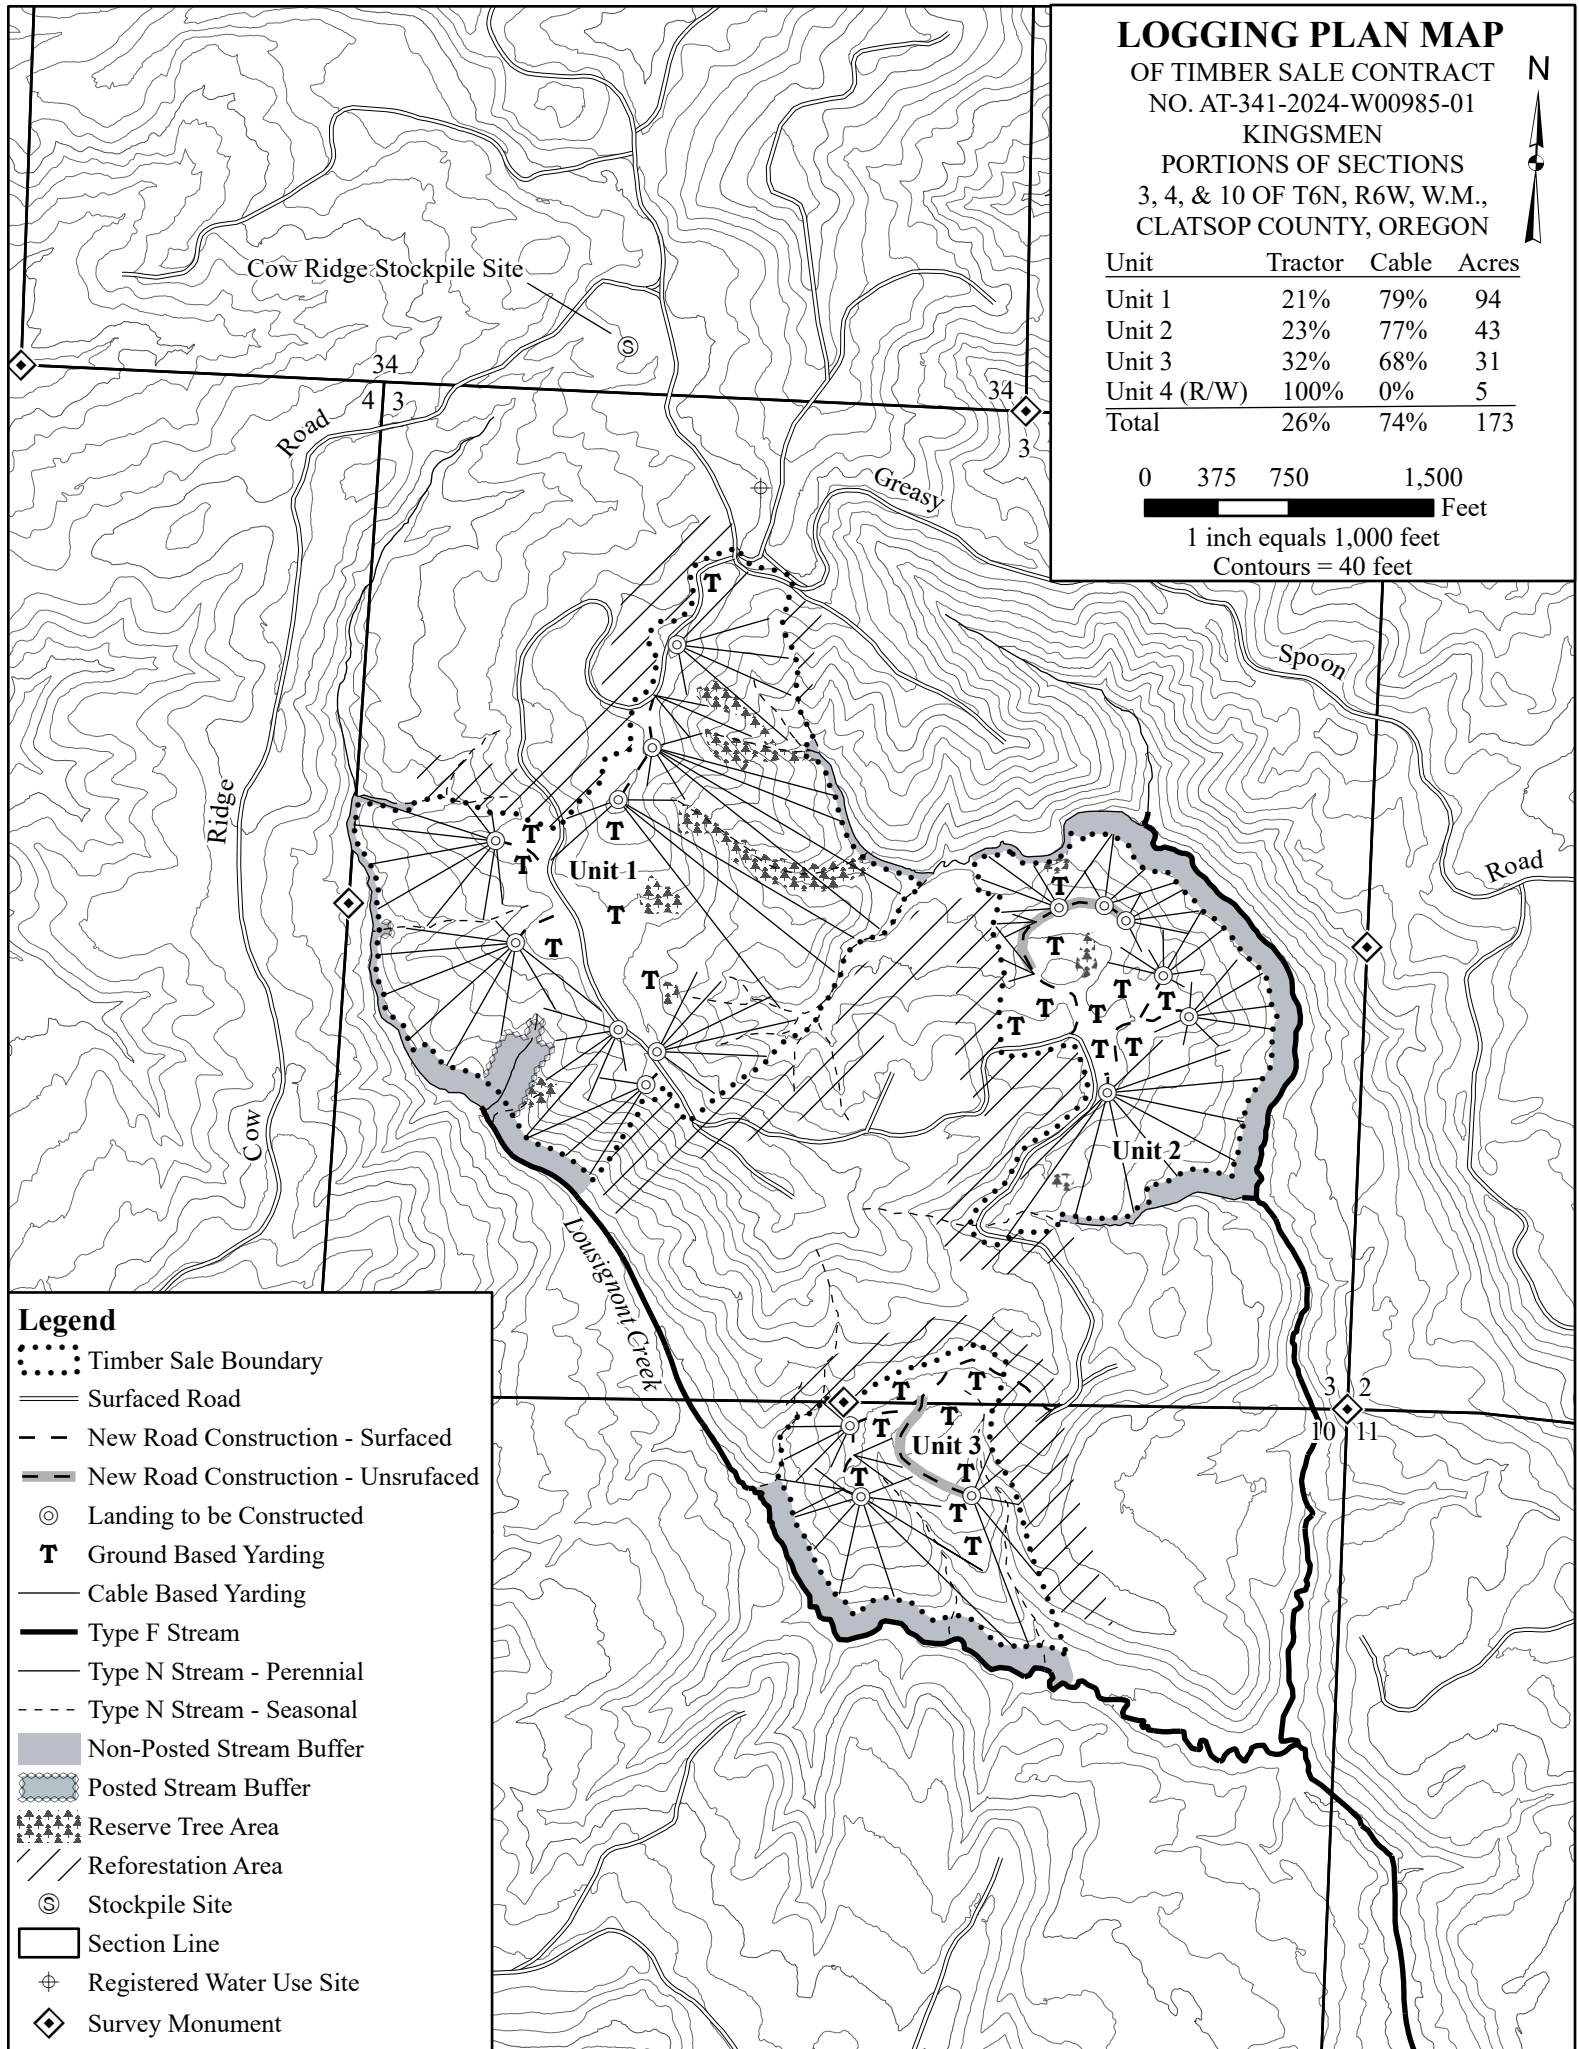 LOGGING PLAN MAP
OF TIMBER SALE CONTRACT
NO. AT-341-2024-W00985-01
KINGSMEN
PORTIONS OF SECTIONS
3, 4, & 10 OF T6N, R6W, W.M.,
CLATSOP COUNTY, OREGON
N
Unit Tractor Cable Acres
Unit 1 21% 79% 94
Unit 2 23% 77% 43
Unit 3 32% 68% 31
Unit 4 (R/W) 100% 0% 5
Total 26% 74% 173
0 375 750 1,500
Feet
1 inch equals 1,000 feet
Contours = 40 feet
Cow Ridge Stockpile Site
S
34
4 3
34
3
Road
Ridge
Cow
Greasy
Spoon
Road
T
T
T
T
Unit 1
T
T
T
T
T
T
T
T
T
T
T
T
T
Unit 2
Lousignont Creek
3 2
10 11
T
T
T
T
Unit 3
T
T
T
T
Legend
Timber Sale Boundary
Surfaced Road
New Road Construction - Surfaced
New Road Construction - Unsrufaced
Landing to be Constructed
T Ground Based Yarding
Cable Based Yarding
Type F Stream
Type N Stream - Perennial
Type N Stream - Seasonal
Non-Posted Stream Buffer
Posted Stream Buffer
Reserve Tree Area
Reforestation Area
S Stockpile Site
Section Line
Registered Water Use Site
Survey Monument